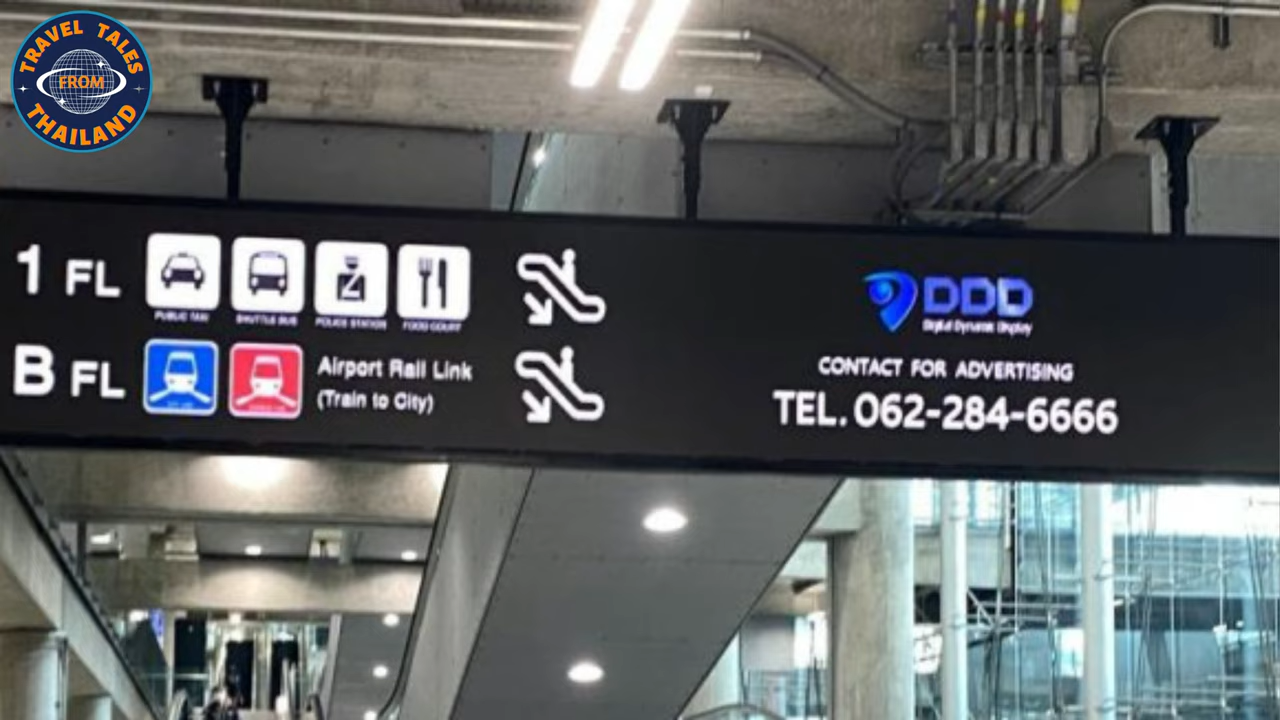 TRAVEL TALES
FROM
THAILAND
1 FL
PUBLIC TAXI
SHUTTLE BUS
POLICE STATION
FOOD COURT
B FL
Airport Rail Link
(Train to City)
DDD
Digital Dynamic Display
CONTACT FOR ADVERTISING
TEL. 062-284-6666